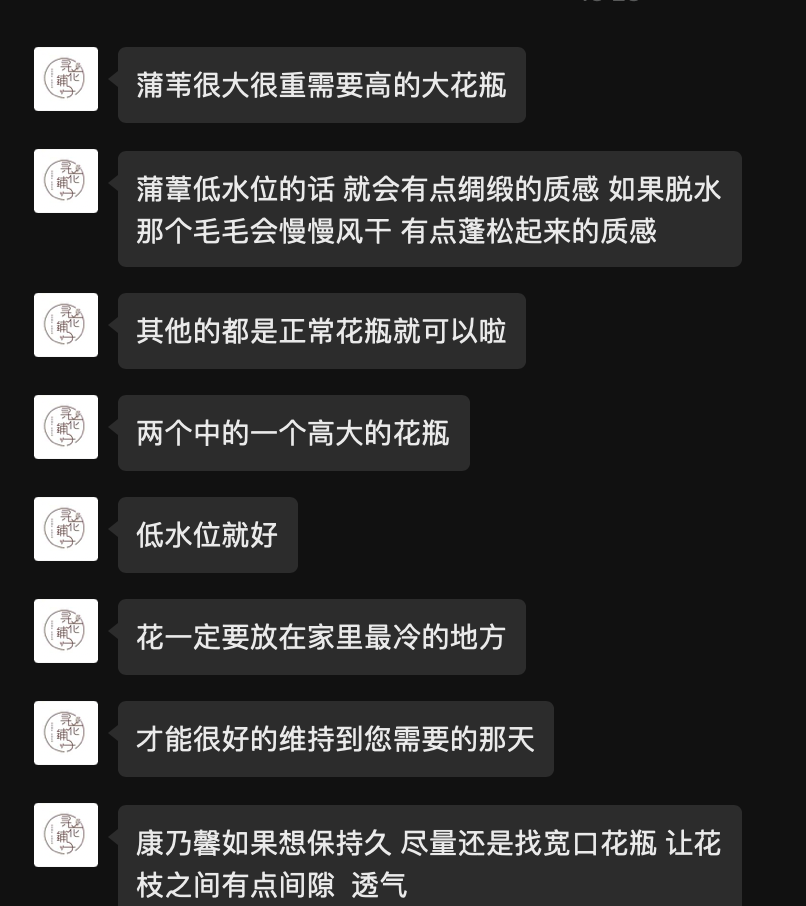 蒲苇很大很重需要高的大花瓶
蒲葦低水位的话 就会有点绸缎的质感 如果脱水
那个毛毛会慢慢风干 有点蓬松起来的质感
其他的都是正常花瓶就可以啦
两个中的一个高大的花瓶
低水位就好
花一定要放在家里最冷的地方
才能很好的维持到您需要的那天
康乃馨如果想保持久 尽量还是找宽口花瓶 让花
枝之间有点间隙 透气